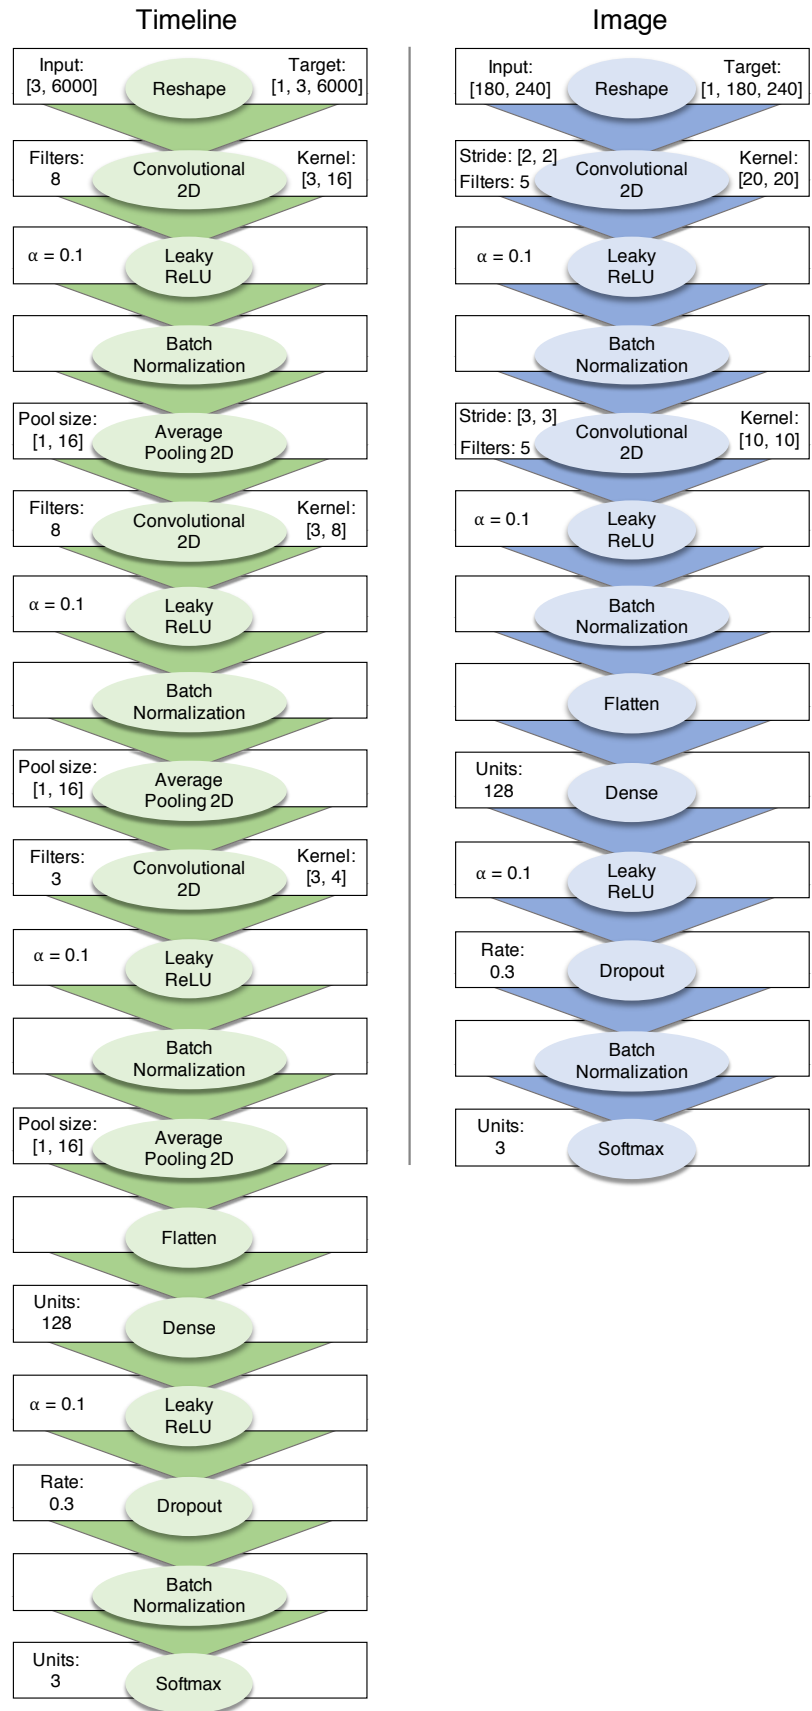 Timeline
Input:
[3, 6000]
Reshape
Target:
[1, 3, 6000]
Filters:
8
Convolutional
2D
Kernel:
[3, 16]
α = 0.1
Leaky
ReLU
Batch
Normalization
Pool size:
[1, 16]
Average
Pooling 2D
Filters:
8
Convolutional
2D
Kernel:
[3, 8]
α = 0.1
Leaky
ReLU
Batch
Normalization
Pool size:
[1, 16]
Average
Pooling 2D
Filters:
3
Convolutional
2D
Kernel:
[3, 4]
α = 0.1
Leaky
ReLU
Batch
Normalization
Pool size:
[1, 16]
Average
Pooling 2D
Flatten
Units:
128
Dense
α = 0.1
Leaky
ReLU
Rate:
0.3
Dropout
Batch
Normalization
Units:
3
Softmax
Image
Input:
[180, 240]
Reshape
Target:
[1, 180, 240]
Stride: [2, 2]
Filters: 5
Convolutional
2D
Kernel:
[20, 20]
α = 0.1
Leaky
ReLU
Batch
Normalization
Stride: [3, 3]
Filters: 5
Convolutional
2D
Kernel:
[10, 10]
α = 0.1
Leaky
ReLU
Batch
Normalization
Flatten
Units:
128
Dense
α = 0.1
Leaky
ReLU
Rate:
0.3
Dropout
Batch
Normalization
Units:
3
Softmax